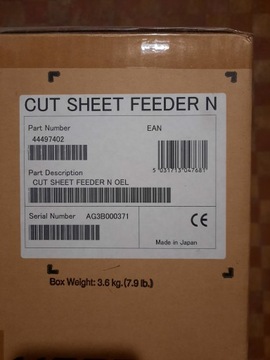 CUT SHEET FEEDER N
Part Number
EAN
44497402
5 031713 047681
Part Description
CUT SHEET FEEDER N OEL
Serial Number AG3B000371
CE
Made in Japan
Box Weight: 3.6 kg.(7.9 lb.)